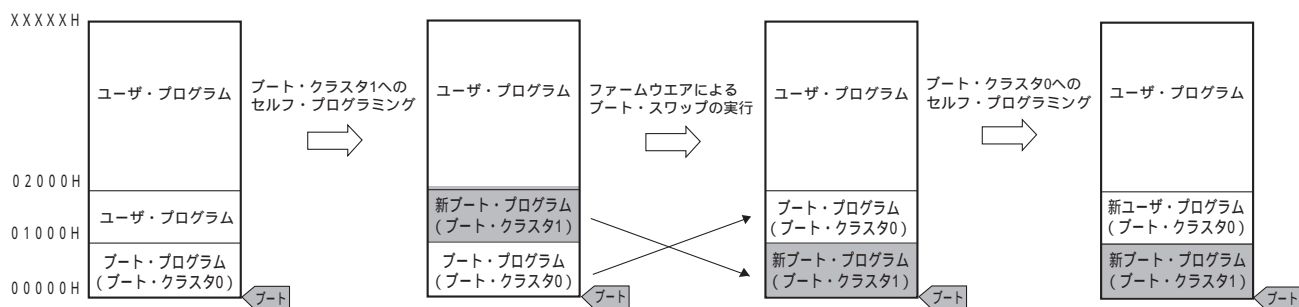 XXXXXH
02000H
01000H
00000H
ユーザ・プログラム
ユーザ・プログラム
ブート・プログラム
(ブート・クラスタ0)
ブート
ブート・クラスタ1への
セルフ・プログラミング
ユーザ・プログラム
新ブート・プログラム
(ブート・クラスタ1)
ブート・プログラム
(ブート・クラスタ0)
ブート
ファームウエアによる
ブート・スワップの実行
ユーザ・プログラム
ブート・プログラム
(ブート・クラスタ0)
新ブート・プログラム
(ブート・クラスタ1)
ブート
ブート・クラスタ0への
セルフ・プログラミング
ユーザ・プログラム
新ユーザ・プログラム
(ブート・クラスタ0)
新ブート・プログラム
(ブート・クラスタ1)
ブート